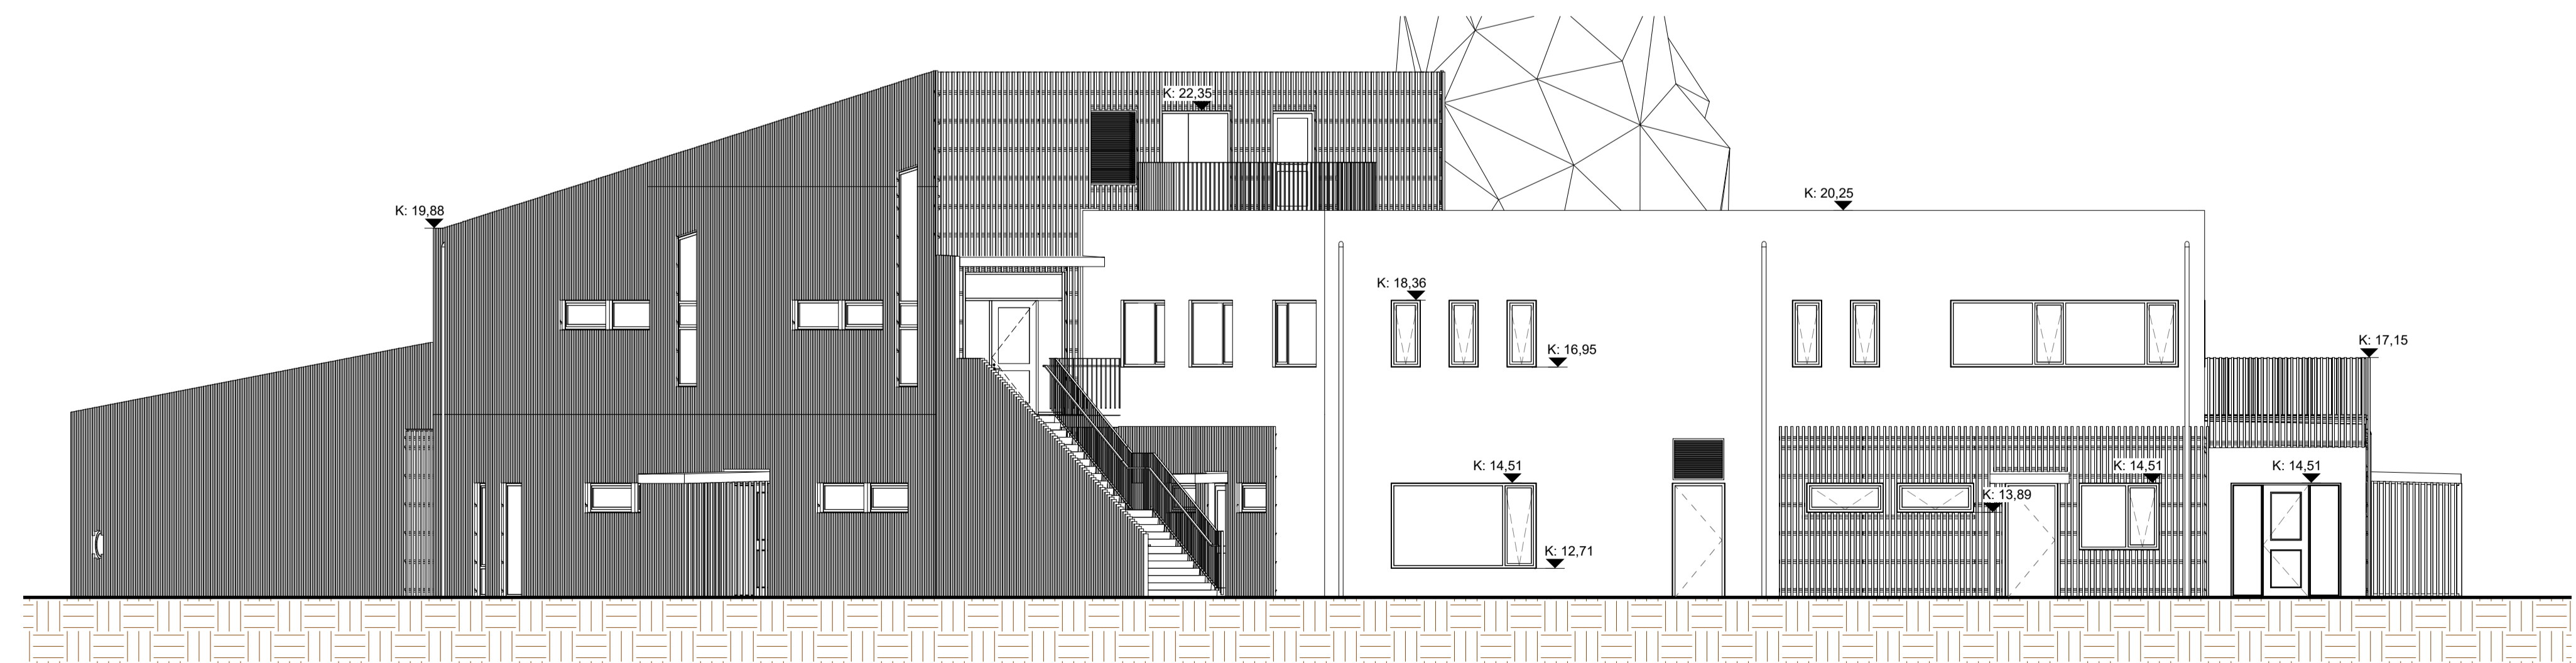 K: 22,35
K: 20,25
K: 19,88
K: 18,36
K: 16,95
K: 17,15
K: 14,51
K: 14,51
K: 14,51
K: 13,89
K: 12,71